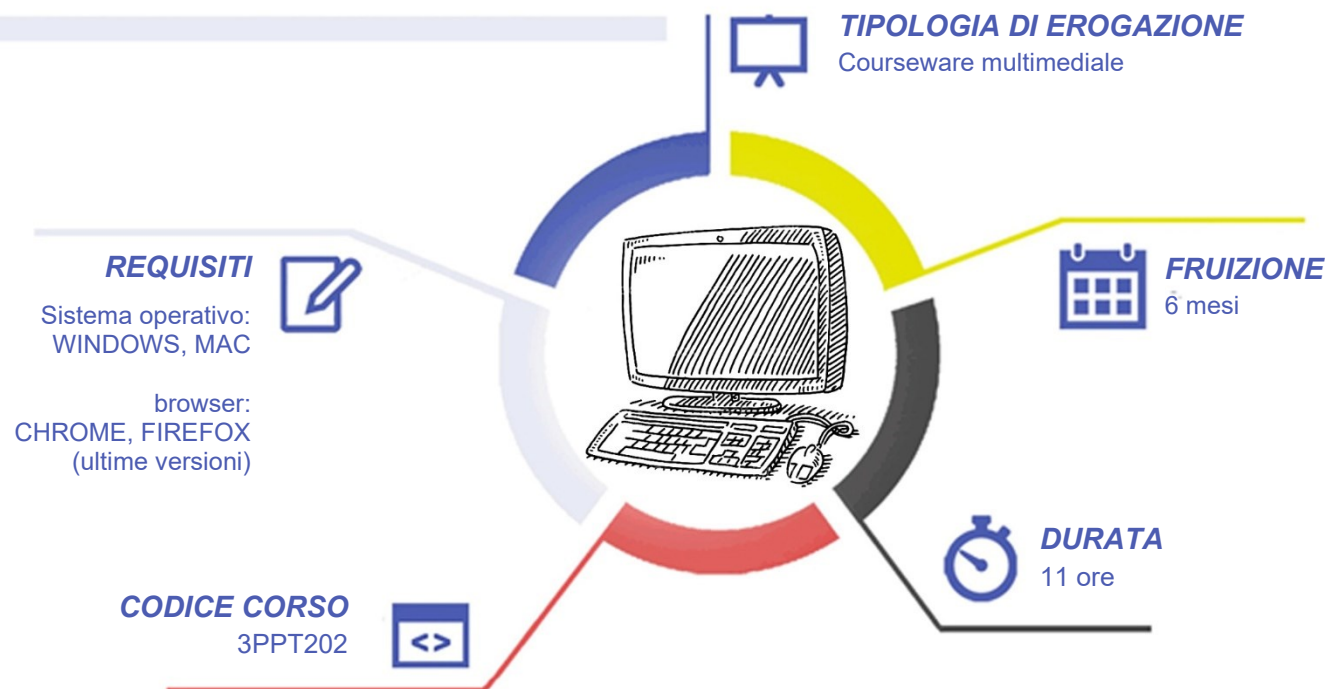 TIPOLOGIA DI EROGAZIONE
Courseware multimediale
REQUISITI
Sistema operativo:
WINDOWS, MAC
browser:
CHROME, FIREFOX
(ultime versioni)
FRUIZIONE
6 mesi
DURATA
11 ore
CODICE CORSO
3PPT202
<>